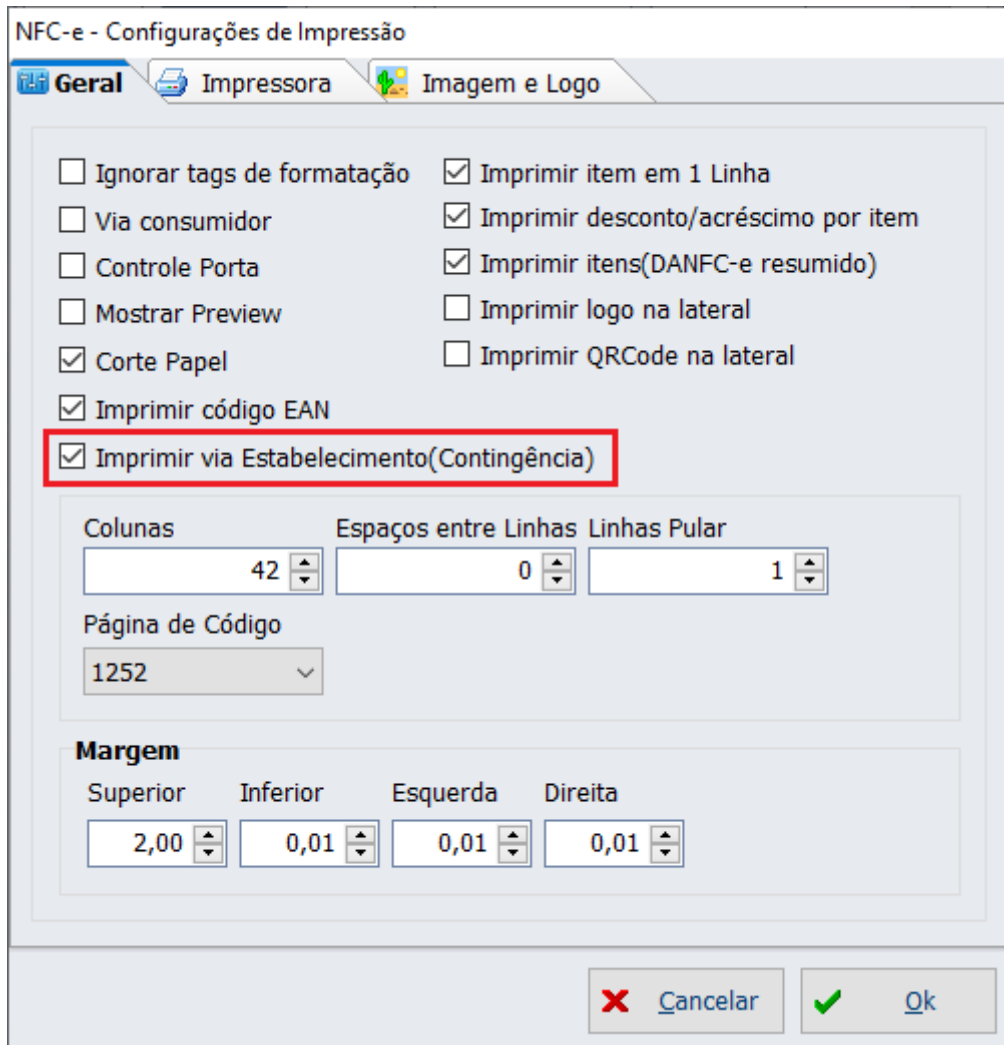 NFC-e - Configurações de Impressão
Geral Impressora Imagem e Logo
Ignorar tags de formatação
Via consumidor
Controle Porta
Mostrar Preview
Corte Papel
Imprimir código EAN
Imprimir via Estabelecimento(Contingência)
Imprimir item em 1 Linha
Imprimir desconto/acréscimo por item
Imprimir itens(DANFC-e resumido)
Imprimir logo na lateral
Imprimir QRCode na lateral
Colunas Espaços entre Linhas Linhas Pular
42 0 1
Página de Código
1252
Margem
Superior Inferior Esquerda Direita
2,00 0,01 0,01 0,01
Cancelar Ok